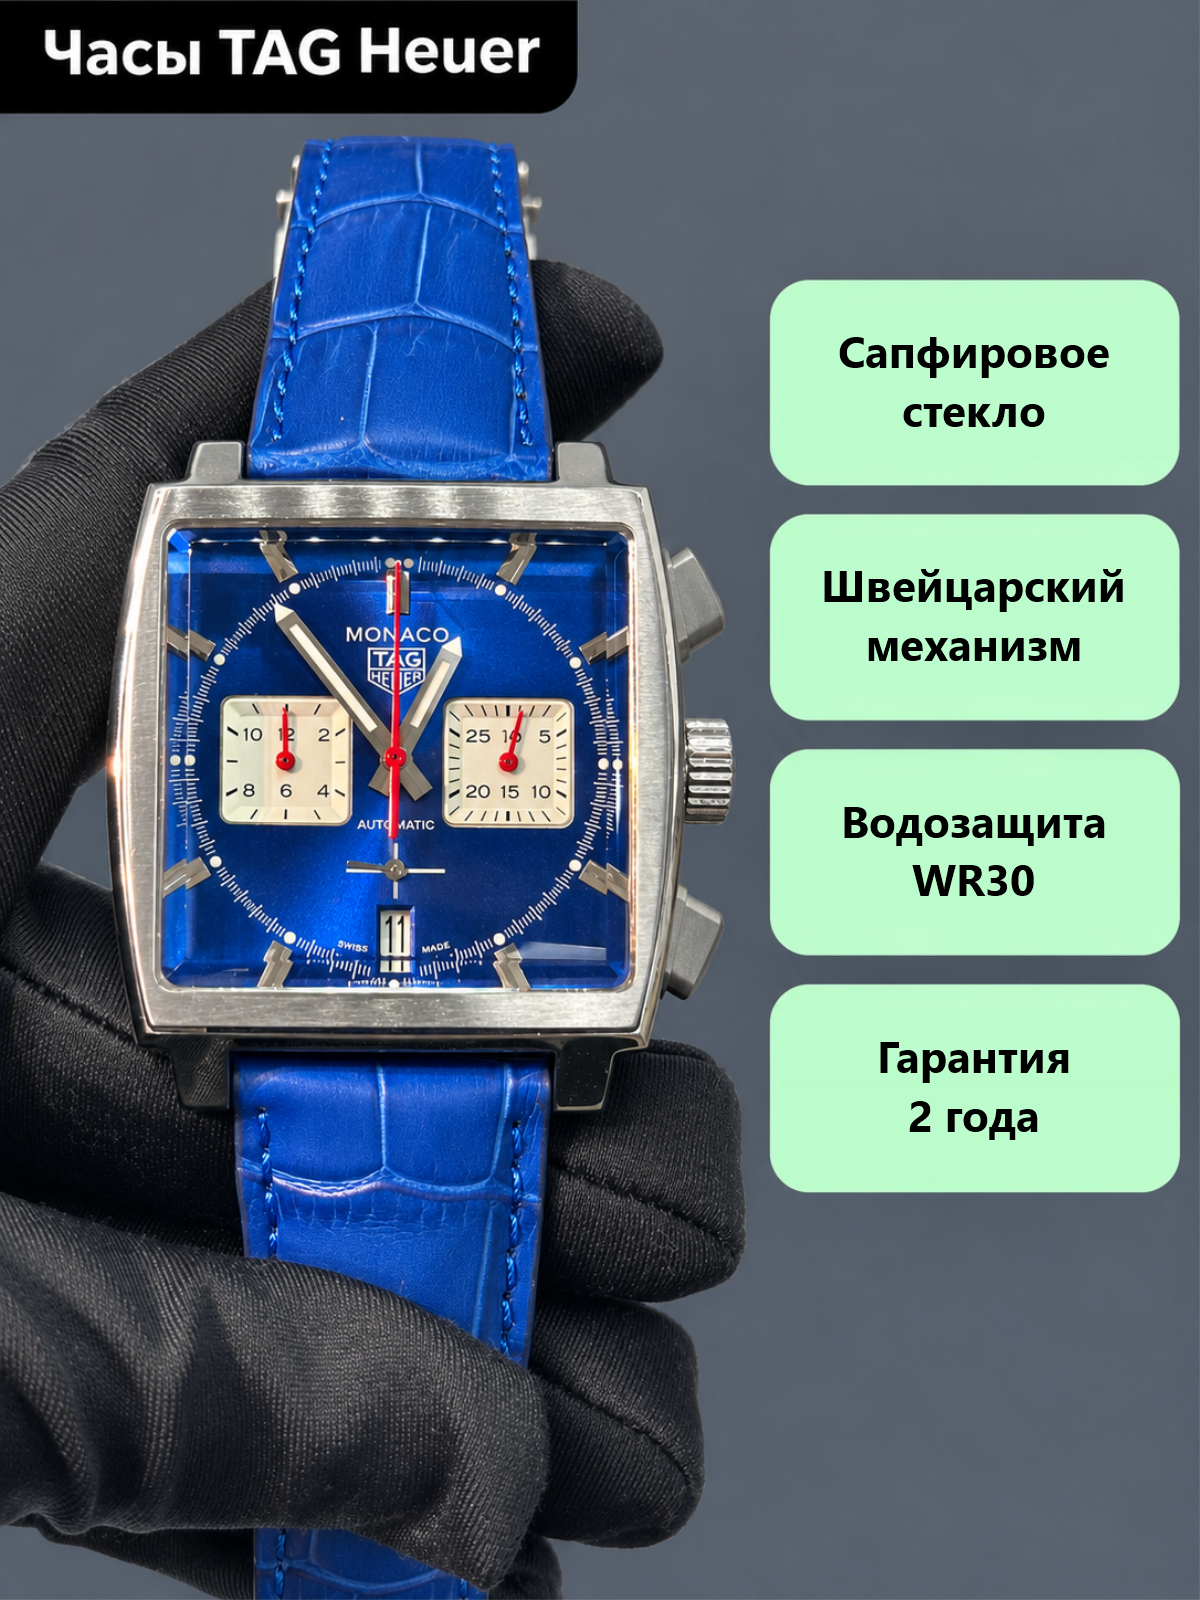 Часы TAG Heuer
Сапфировое
стекло
Швейцарский
механизм
Водозащита
WR30
Гарантия
2 года
MONACO
TAG
HEUER
10 12 2
8 6 4
25 5
20 15 10
AUTOMATIC
11
SWISS MADE